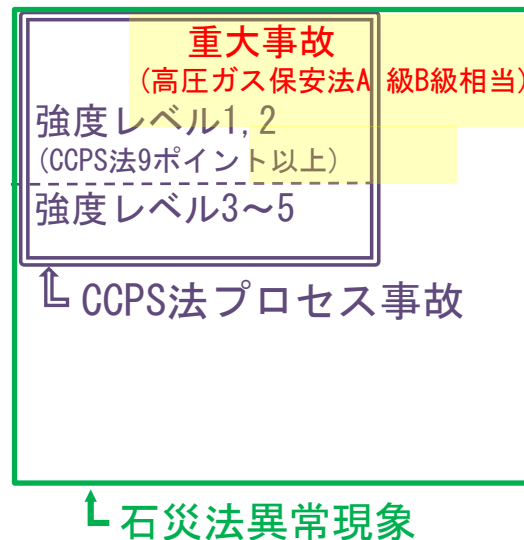 重大事故
(高圧ガス保安法A 級B級相当)
強度レベル1,2
(CCPS法9ポイント以上)
強度レベル3～5
CCPS法プロセス事故
石災法異常現象